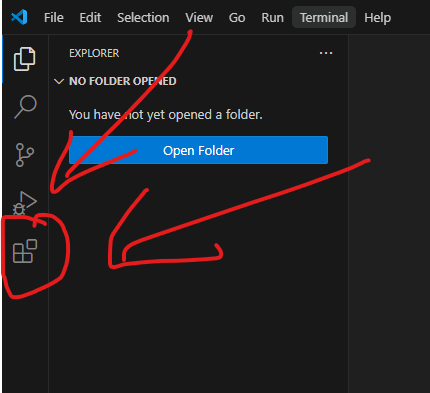 File Edit Selection View Go Run Terminal Help
EXPLORER ...
NO FOLDER OPENED
You have not yet opened a folder.
Open Folder